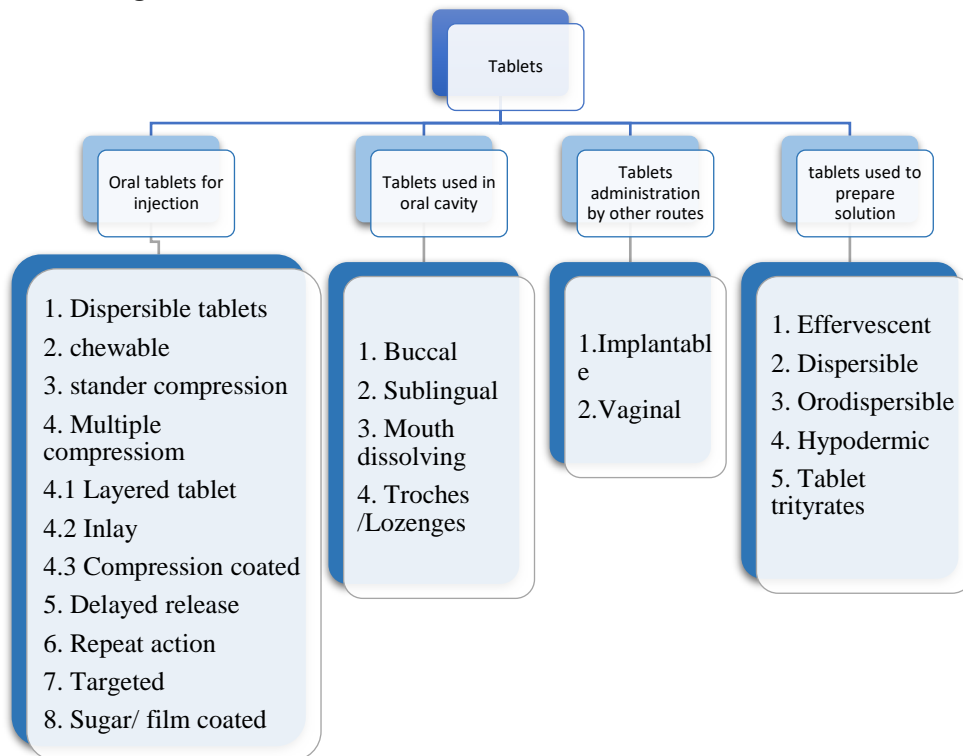 Tablets
Oral tablets for
injection
Tablets used in
oral cavity
Tablets
administration
by other routes
tablets used to
prepare
solution
1. Dispersible tablets
2. chewable
3. stander compression
4. Multiple
compressiom
4.1 Layered tablet
4.2 Inlay
4.3 Compression coated
5. Delayed release
6. Repeat action
7. Targeted
8. Sugar/ film coated
1. Buccal
2. Sublingual
3. Mouth
dissolving
4. Troches
/Lozenges
1.Implantabl
e
2.Vaginal
1. Effervescent
2. Dispersible
3. Orodispersible
4. Hypodermic
5. Tablet
trityrates